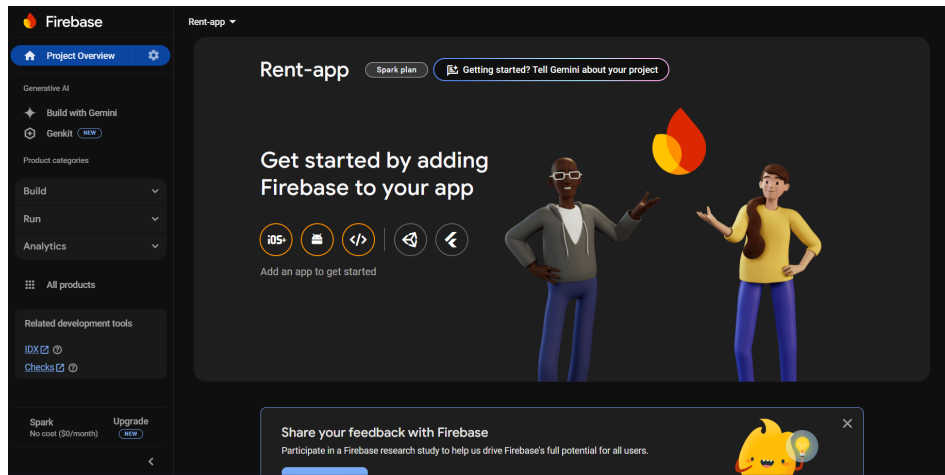 Firebase
Rent-app
Project Overview
Generative AI
Build with Gemini
Genkit NEW
Product categories
Build
Run
Analytics
All products
Related development tools
IDX
Checks
Spark
No cost ($0/month)
Upgrade
NEW
Rent-app
Spark plan
Getting started? Tell Gemini about your project
Get started by adding
Firebase to your app
iOS+
Add an app to get started
Share your feedback with Firebase
Participate in a Firebase research study to help us drive Firebase's full potential for all users.